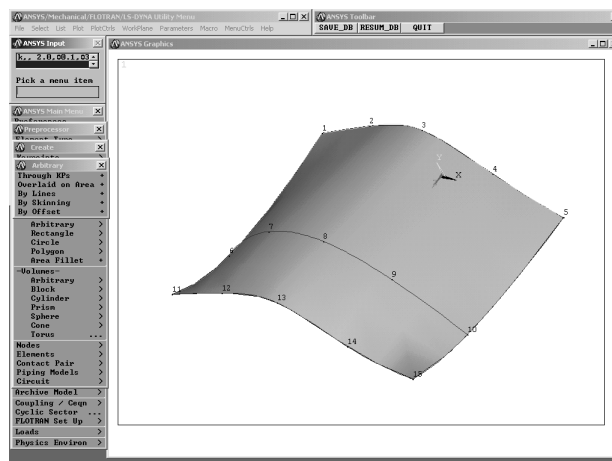 ANSYS/Mechanical/FLOTRAN/LS-DYNA Utility Menu
ANSYS Toolbar
File Select List Plot PlotCtrls WorkPlane Parameters Macro MenuCtrls Help
SAVE_DB RESUM_DB QUIT
ANSYS Input
ANSYS Graphics
Pick a menu item
ANSYS Main Menu
Preprocessor
Create
Arbitrary
Through KPs +
Overlaid on Area +
By Lines +
By Skinning +
By Offset +
Arbitrary >
Rectangle >
Circle >
Polygon >
Area Fillet +
-Volumes-
Arbitrary >
Block >
Cylinder >
Prism >
Sphere >
Cone >
Torus ...
Nodes >
Elements >
Contact Pair >
Piping Models >
Circuit >
Archive Model >
Coupling / Ceqn >
Cyclic Sector ...
FLOTRAN Set Up >
Loads >
Physics Environ >
1
1
2
3
4
Y
X
5
6
7
8
9
10
11
12
13
14
15